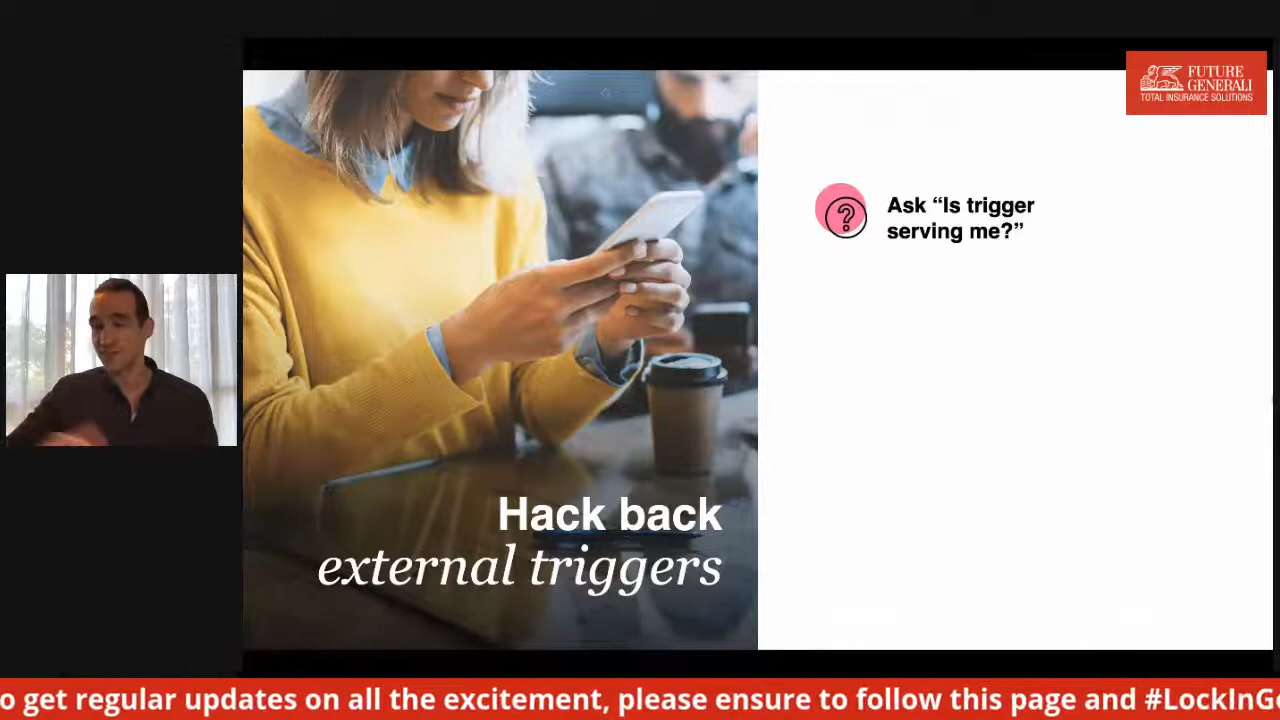 FUTURE
GENERALI
TOTAL INSURANCE SOLUTIONS
Ask “Is trigger
serving me?”
Hack back
external triggers
o get regular updates on all the excitement, please ensure to follow this page and #LockInG